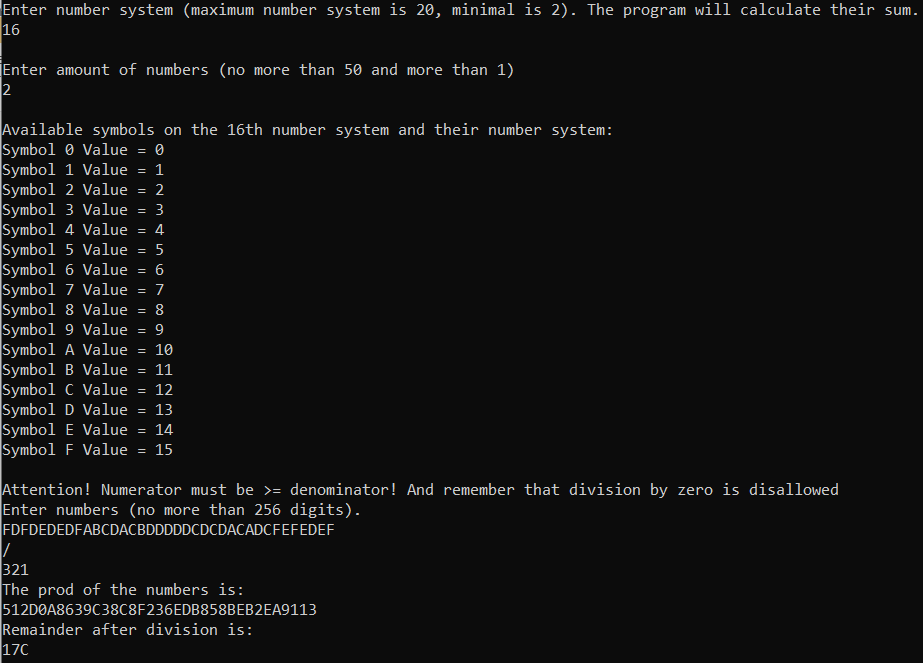 Enter number system (maximum number system is 20, minimal is 2). The program will calculate their sum.
16
Enter amount of numbers (no more than 50 and more than 1)
2
Available symbols on the 16th number system and their number system:
Symbol 0 Value = 0
Symbol 1 Value = 1
Symbol 2 Value = 2
Symbol 3 Value = 3
Symbol 4 Value = 4
Symbol 5 Value = 5
Symbol 6 Value = 6
Symbol 7 Value = 7
Symbol 8 Value = 8
Symbol 9 Value = 9
Symbol A Value = 10
Symbol B Value = 11
Symbol C Value = 12
Symbol D Value = 13
Symbol E Value = 14
Symbol F Value = 15
Attention! Numerator must be >= denominator! And remember that division by zero is disallowed
Enter numbers (no more than 256 digits).
FDFDEDEDFABCDACBDDDDDCDCDACADCFEFEDEF
/
321
The prod of the numbers is:
512D0A8639C38C8F236EDB858BEB2EA9113
Remainder after division is:
17C